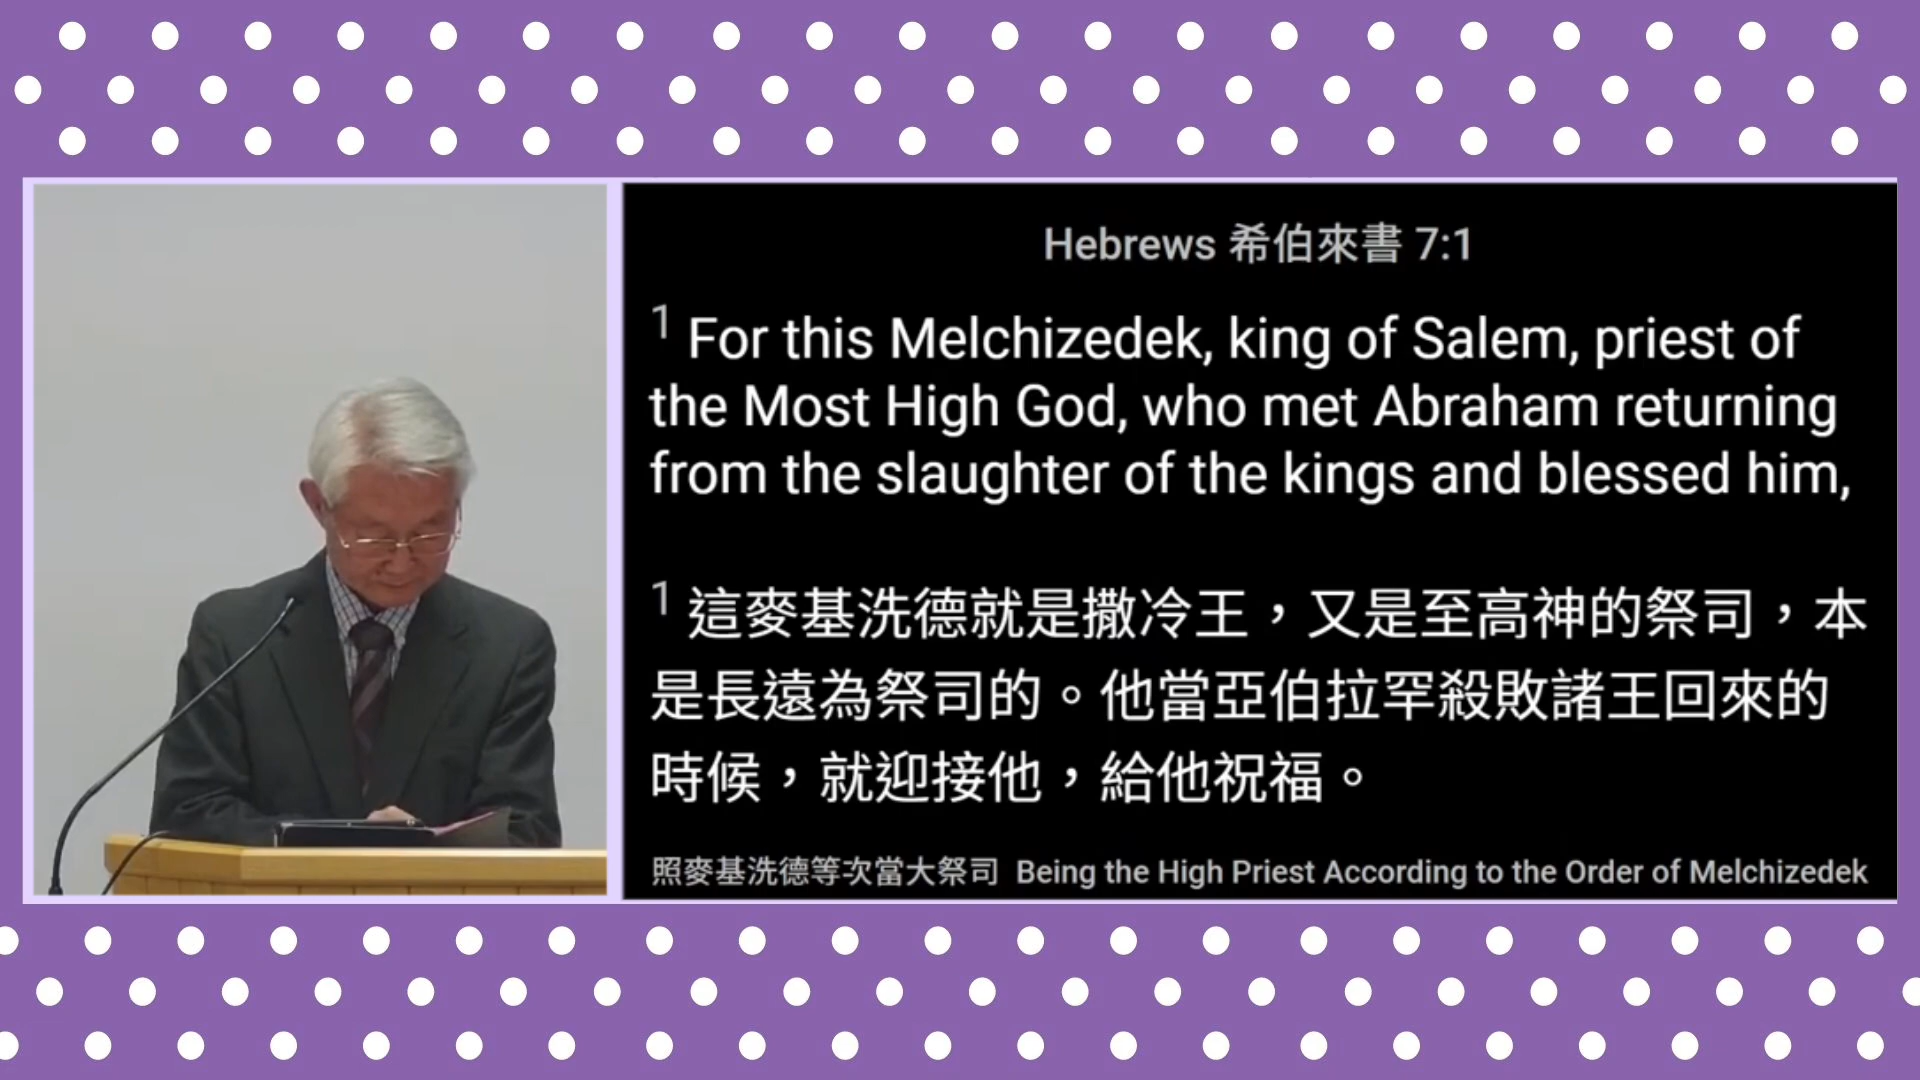 Hebrews 希伯來書 7:1
1 For this Melchizedek, king of Salem, priest of
the Most High God, who met Abraham returning
from the slaughter of the kings and blessed him,
1 這麥基洗德就是撒冷王，又是至高神的祭司，本
是長遠為祭司的。他當亞伯拉罕殺敗諸王回來的
時候，就迎接他，給他祝福。
照麥基洗德等次當大祭司 Being the High Priest According to the Order of Melchizedek